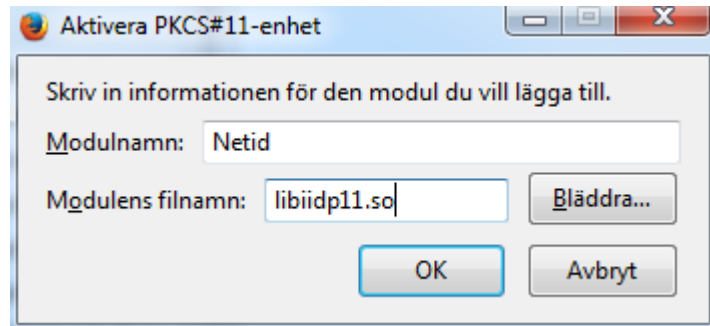 Aktivera PKCS#11-enhet
Skriv in informationen för den modul du vill lägga till.
Modulnamn: Netid
Modulens filnamn: libiidp11.so Bläddra...
OK Avbryt